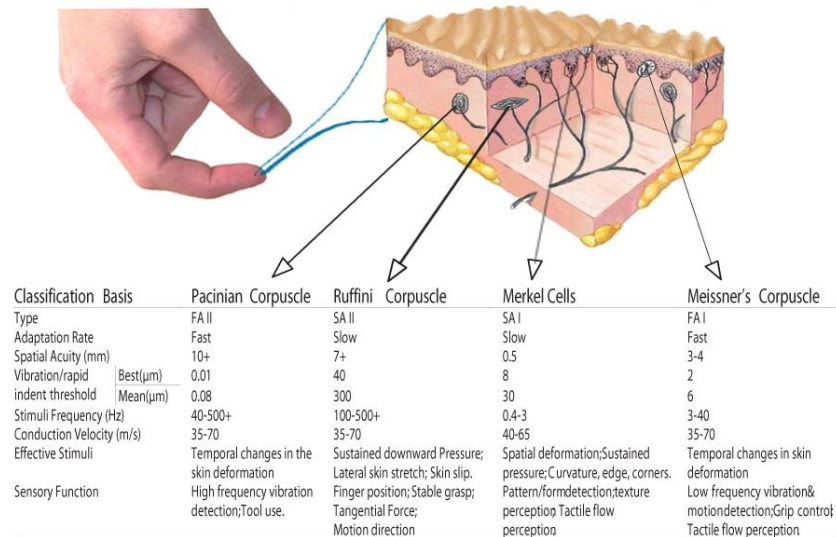 Classification Basis Pacinian Corpuscle Ruffini Corpuscle Merkel Cells Meissner's Corpuscle
Type FA II SA II SA I FA I
Adaptation Rate Fast Slow Slow Fast
Spatial Acuity (mm) 10+ 7+ 0.5 3-4
Vibration/rapid Best(μm) 0.01 40 8 2
indent threshold Mean(μm) 0.08 300 30 6
Stimuli Frequency (Hz) 40-500+ 100-500+ 0.4-3 3-40
Conduction Velocity (m/s) 35-70 35-70 40-65 35-70
Effective Stimuli Temporal changes in the Sustained downward Pressure; Spatial deformation;Sustained Temporal changes in skin
skin deformation Lateral skin stretch; Skin slip. pressure;Curvature, edge, corners. deformation
Sensory Function High frequency vibration Finger position; Stable grasp; Pattern/formdetection;texture Low frequency vibration&
detection;Tool use. Tangential Force; perception; Tactile flow motiondetection;Grip control;
Motion direction perception Tactile flow perception